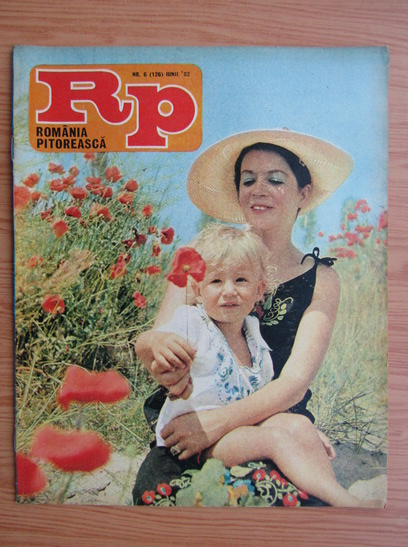 NR. 6 (126) IUNIE '82
Rp
ROMÂNIA
PITOREASCĂ